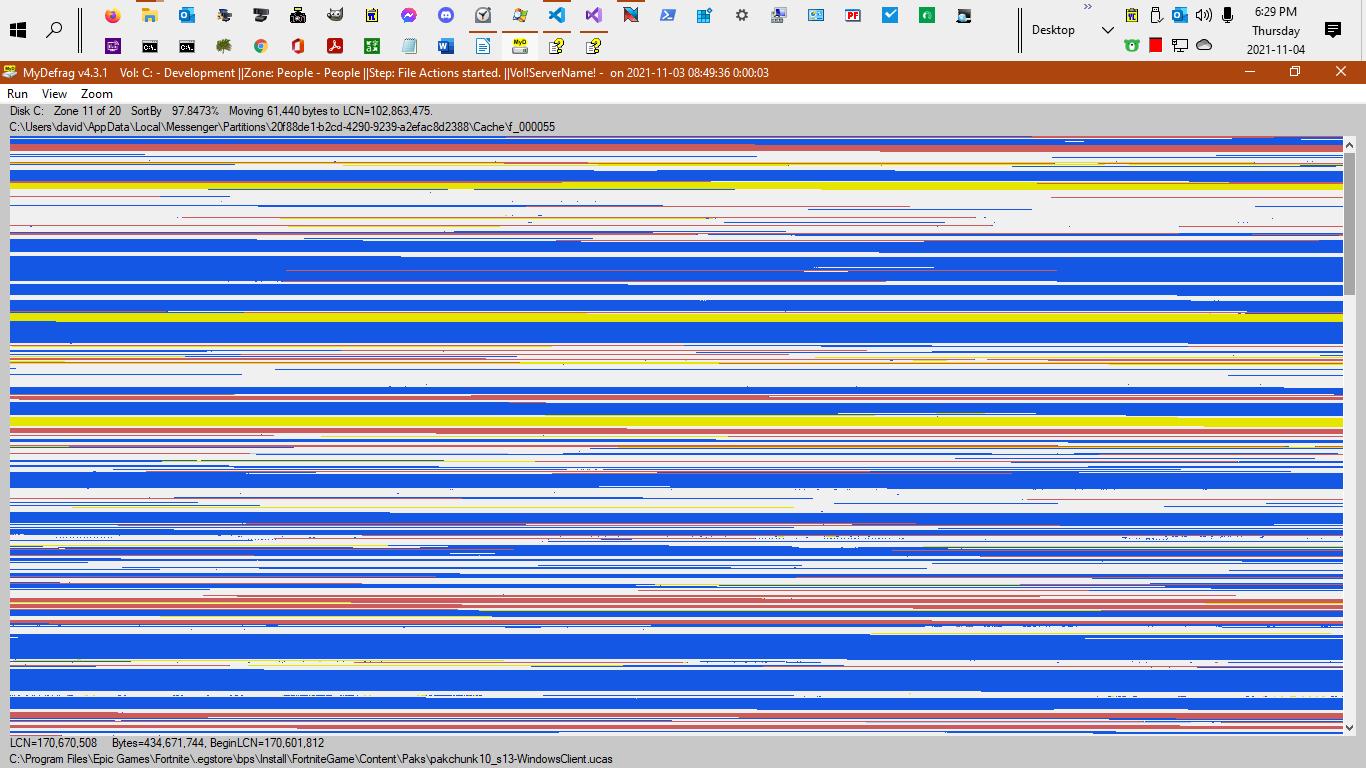 6:29 PM
Desktop
Thursday
2021-11-04
MyDefrag v4.3.1 Vol: C: - Development ||Zone: People - People ||Step: File Actions started. ||Vol!ServerName! - on 2021-11-03 08:49:36 0:00:03
Run View Zoom
Disk C: Zone 11 of 20 SortBy 97.8473% Moving 61,440 bytes to LCN=102,863,475.
C:\Users\david\AppData\Local\Messenger\Partitions\20f88de1-b2cd-4290-9239-a2efac8d2388\Cache\f_000055
LCN=170,670,508 Bytes=434,671,744, BeginLCN=170,601,812
C:\Program Files\Epic Games\Fortnite\.egstore\bps\Install\FortniteGame\Content\Paks\pakchunk10_s13-WindowsClient.ucas